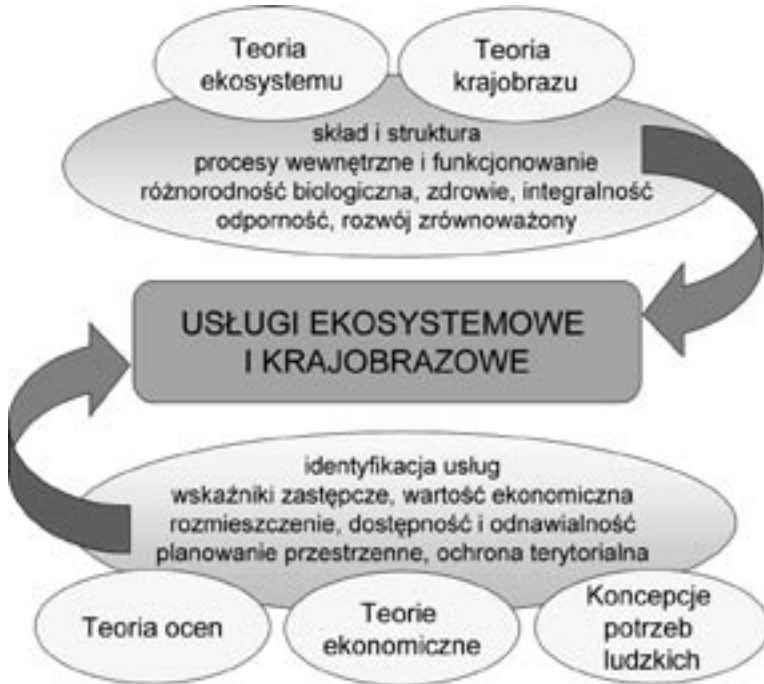 Teoria
ekosystemu
Teoria
krajobrazu
skład i struktura
procesy wewnętrzne i funkcjonowanie
różnorodność biologiczna, zdrowie, integralność
odporność, rozwój zrównoważony
USŁUGI EKOSYSTEMOWE
I KRAJOBRAZOWE
identyfikacja usług
wskaźniki zastępcze, wartość ekonomiczna
rozmieszczenie, dostępność i odnawialność
planowanie przestrzenne, ochrona terytorialna
Teoria ocen
Teorie
ekonomiczne
Koncepcje
potrzeb
ludzkich